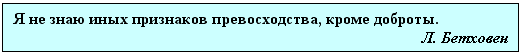 Я не знаю иных признаков превосходства, кроме доброты.
Л. Бетховен